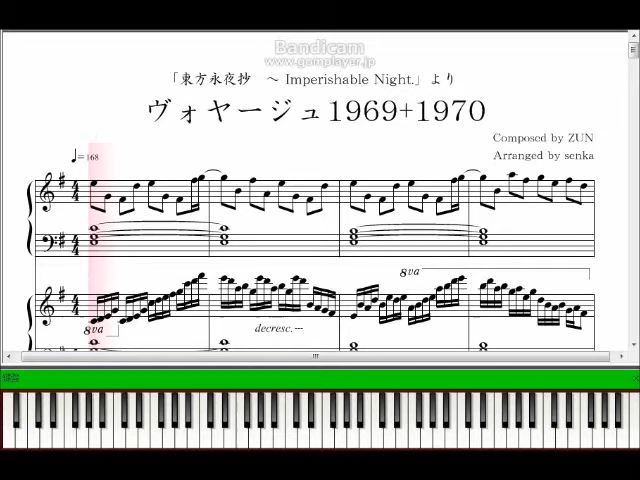 Bandicam
www.gomplayer.jp
「東方永夜抄　～ Imperishable Night.」より
ヴォヤージュ1969+1970
Composed by ZUN
Arranged by senka
♩=168
8va
8va
decresc.